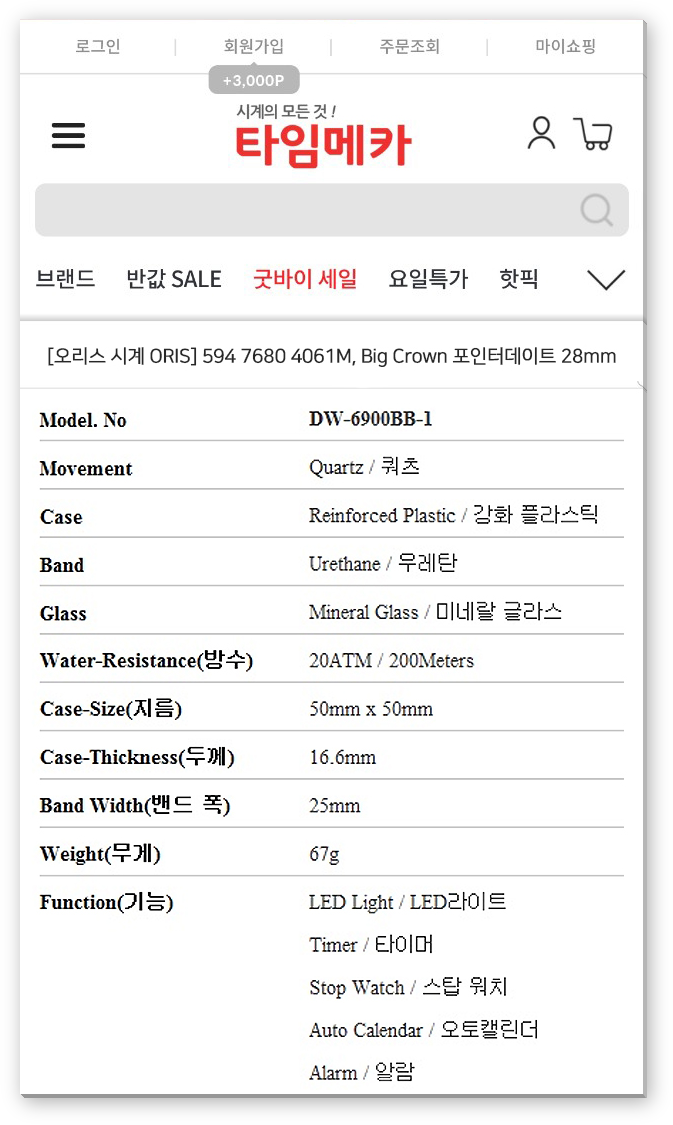 로그인 | 회원가입 | 주문조회 | 마이쇼핑
+3,000P
시계의 모든 것 !
타임메카
브랜드 반값 SALE 굿바이 세일 요일특가 핫픽
[오리스 시계 ORIS] 594 7680 4061M, Big Crown 포인터데이트 28mm
Model. No DW-6900BB-1
Movement Quartz / 쿼츠
Case Reinforced Plastic / 강화 플라스틱
Band Urethane / 우레탄
Glass Mineral Glass / 미네랄 글라스
Water-Resistance(방수) 20ATM / 200Meters
Case-Size(지름) 50mm x 50mm
Case-Thickness(두께) 16.6mm
Band Width(밴드 폭) 25mm
Weight(무게) 67g
Function(기능) LED Light / LED라이트
Timer / 타이머
Stop Watch / 스탑 워치
Auto Calendar / 오토캘린더
Alarm / 알람